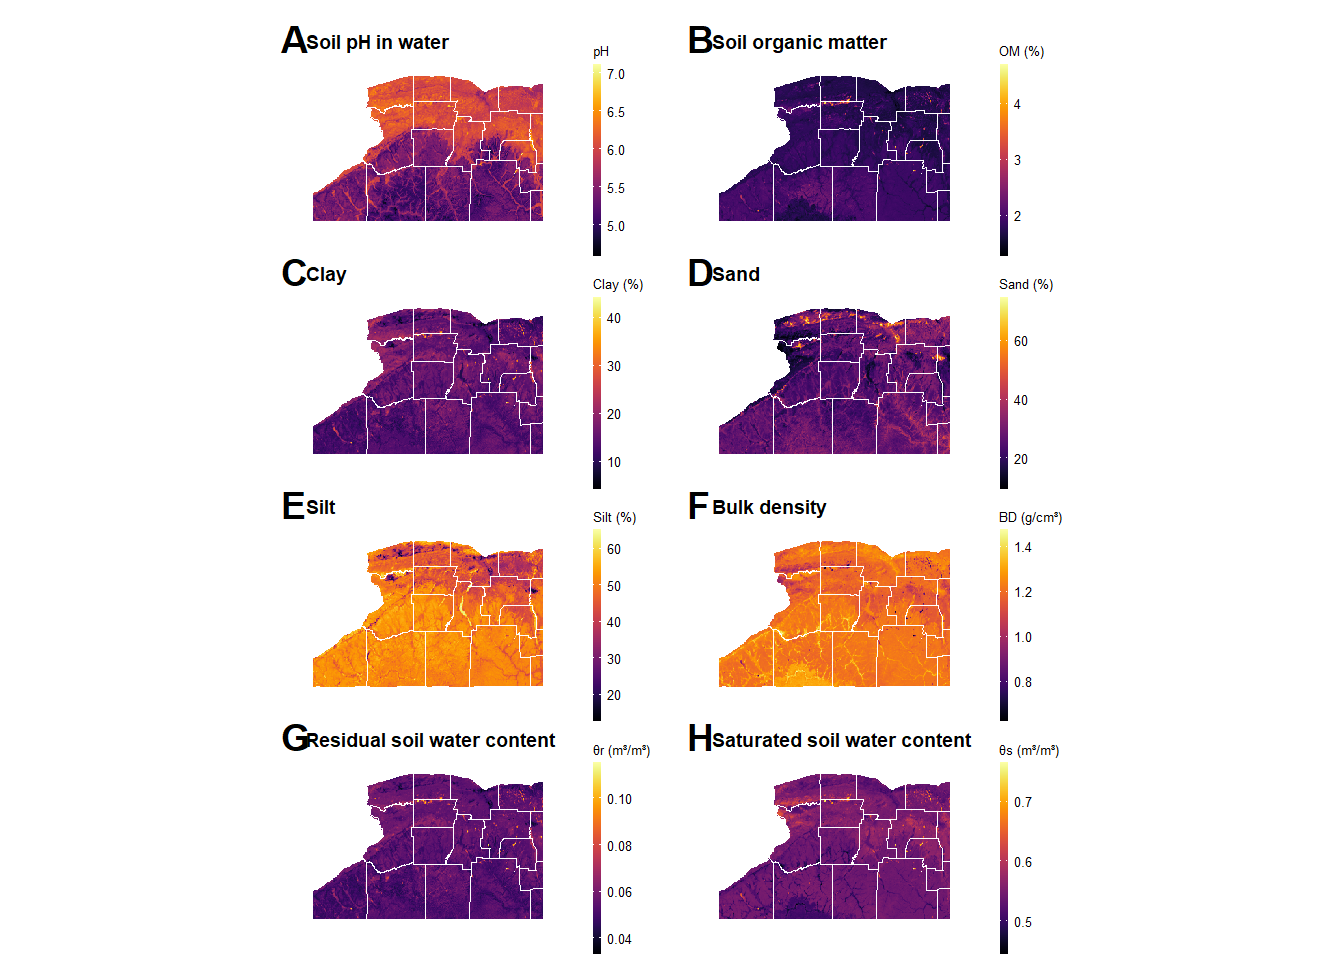 A Soil pH in water
pH
7.0
6.5
6.0
5.5
5.0
B Soil organic matter
OM (%)
4
3
2
C Clay
Clay (%)
40
30
20
10
D Sand
Sand (%)
60
40
20
E Silt
Silt (%)
60
50
40
30
20
F Bulk density
BD (g/cm³)
1.4
1.2
1.0
0.8
G Residual soil water content
θr (m³/m³)
0.10
0.08
0.06
0.04
H Saturated soil water content
θs (m³/m³)
0.7
0.6
0.5